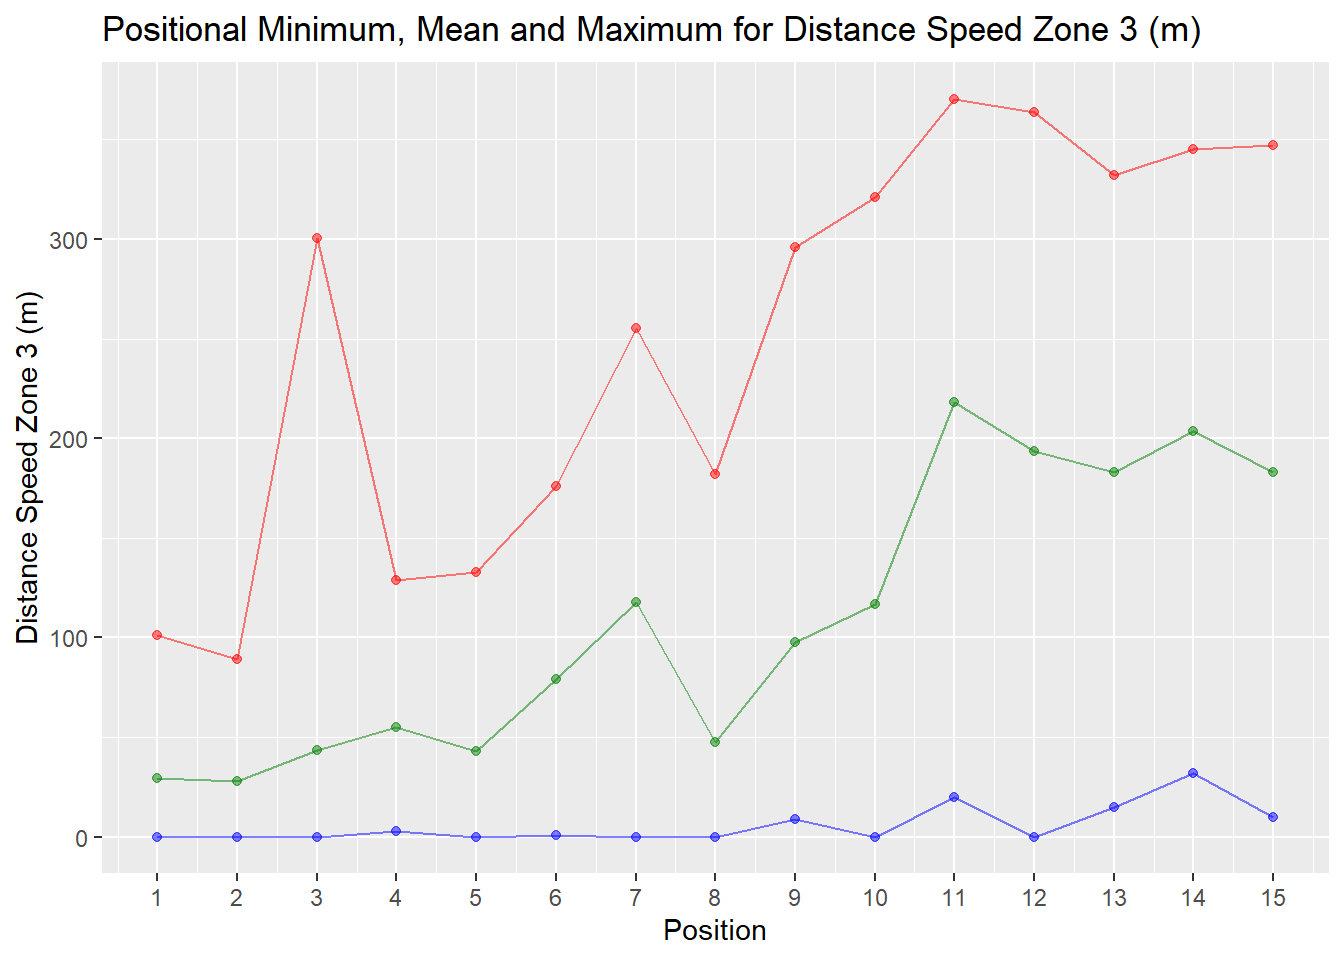 Positional Minimum, Mean and Maximum for Distance Speed Zone 3 (m)
Distance Speed Zone 3 (m)
300
200
100
0
1 2 3 4 5 6 7 8 9 10 11 12 13 14 15
Position